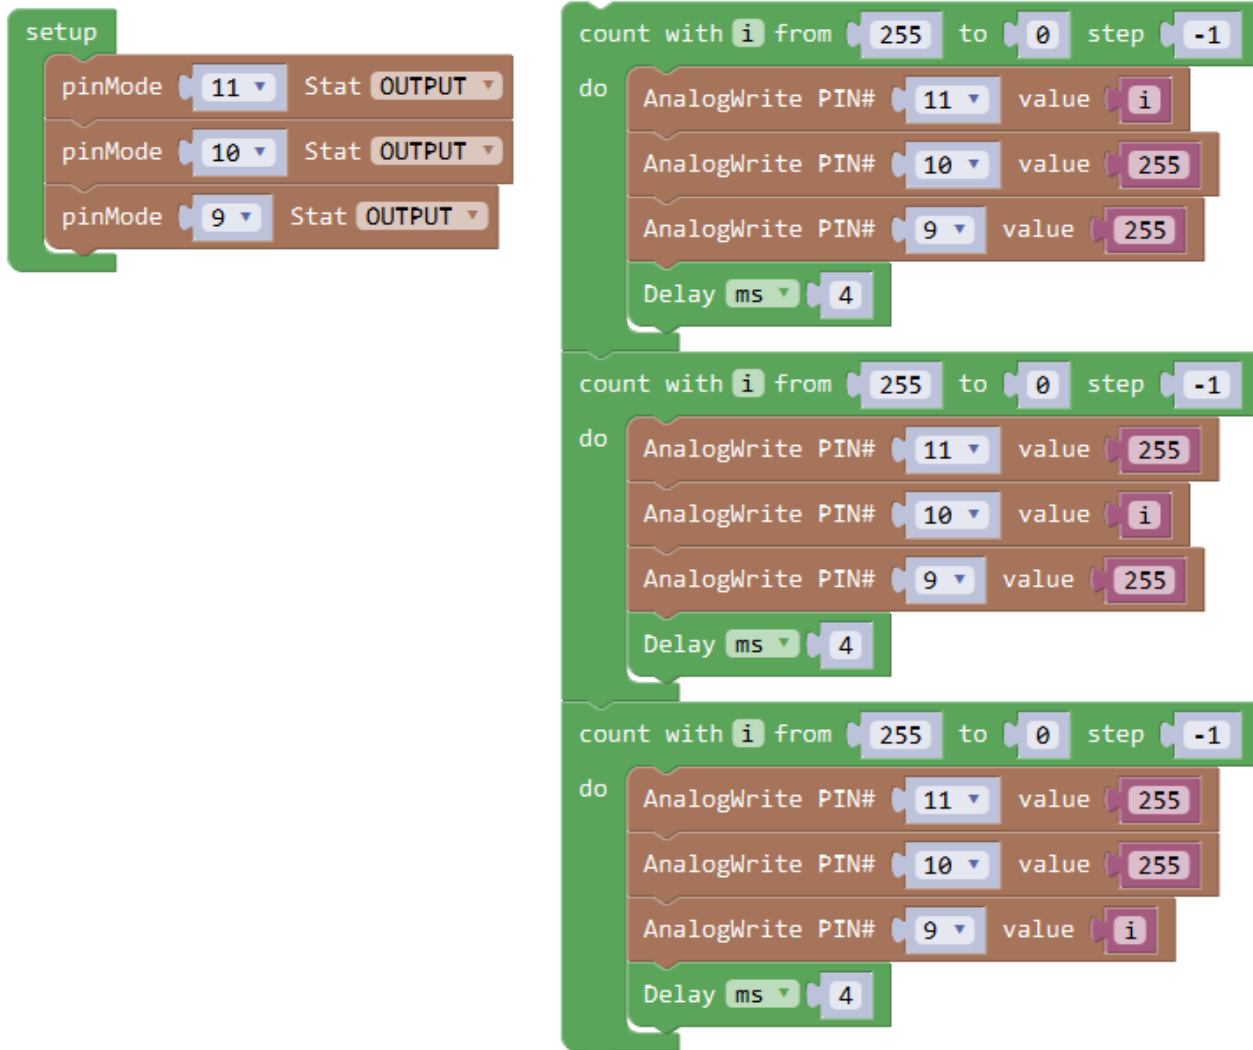 setup
pinMode 11 Stat OUTPUT
pinMode 10 Stat OUTPUT
pinMode 9 Stat OUTPUT
count with i from 255 to 0 step -1
do AnalogWrite PIN# 11 value i
AnalogWrite PIN# 10 value 255
AnalogWrite PIN# 9 value 255
Delay ms 4
count with i from 255 to 0 step -1
do AnalogWrite PIN# 11 value 255
AnalogWrite PIN# 10 value i
AnalogWrite PIN# 9 value 255
Delay ms 4
count with i from 255 to 0 step -1
do AnalogWrite PIN# 11 value 255
AnalogWrite PIN# 10 value 255
AnalogWrite PIN# 9 value i
Delay ms 4